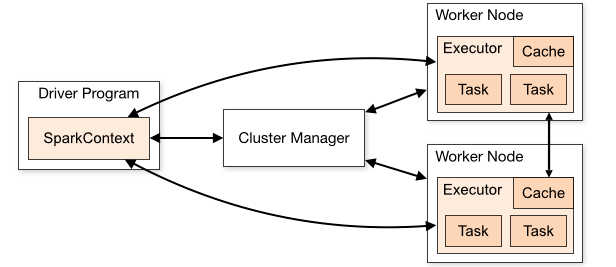 Driver Program
SparkContext
Cluster Manager
Worker Node
Executor
Cache
Task
Task
Worker Node
Executor
Cache
Task
Task